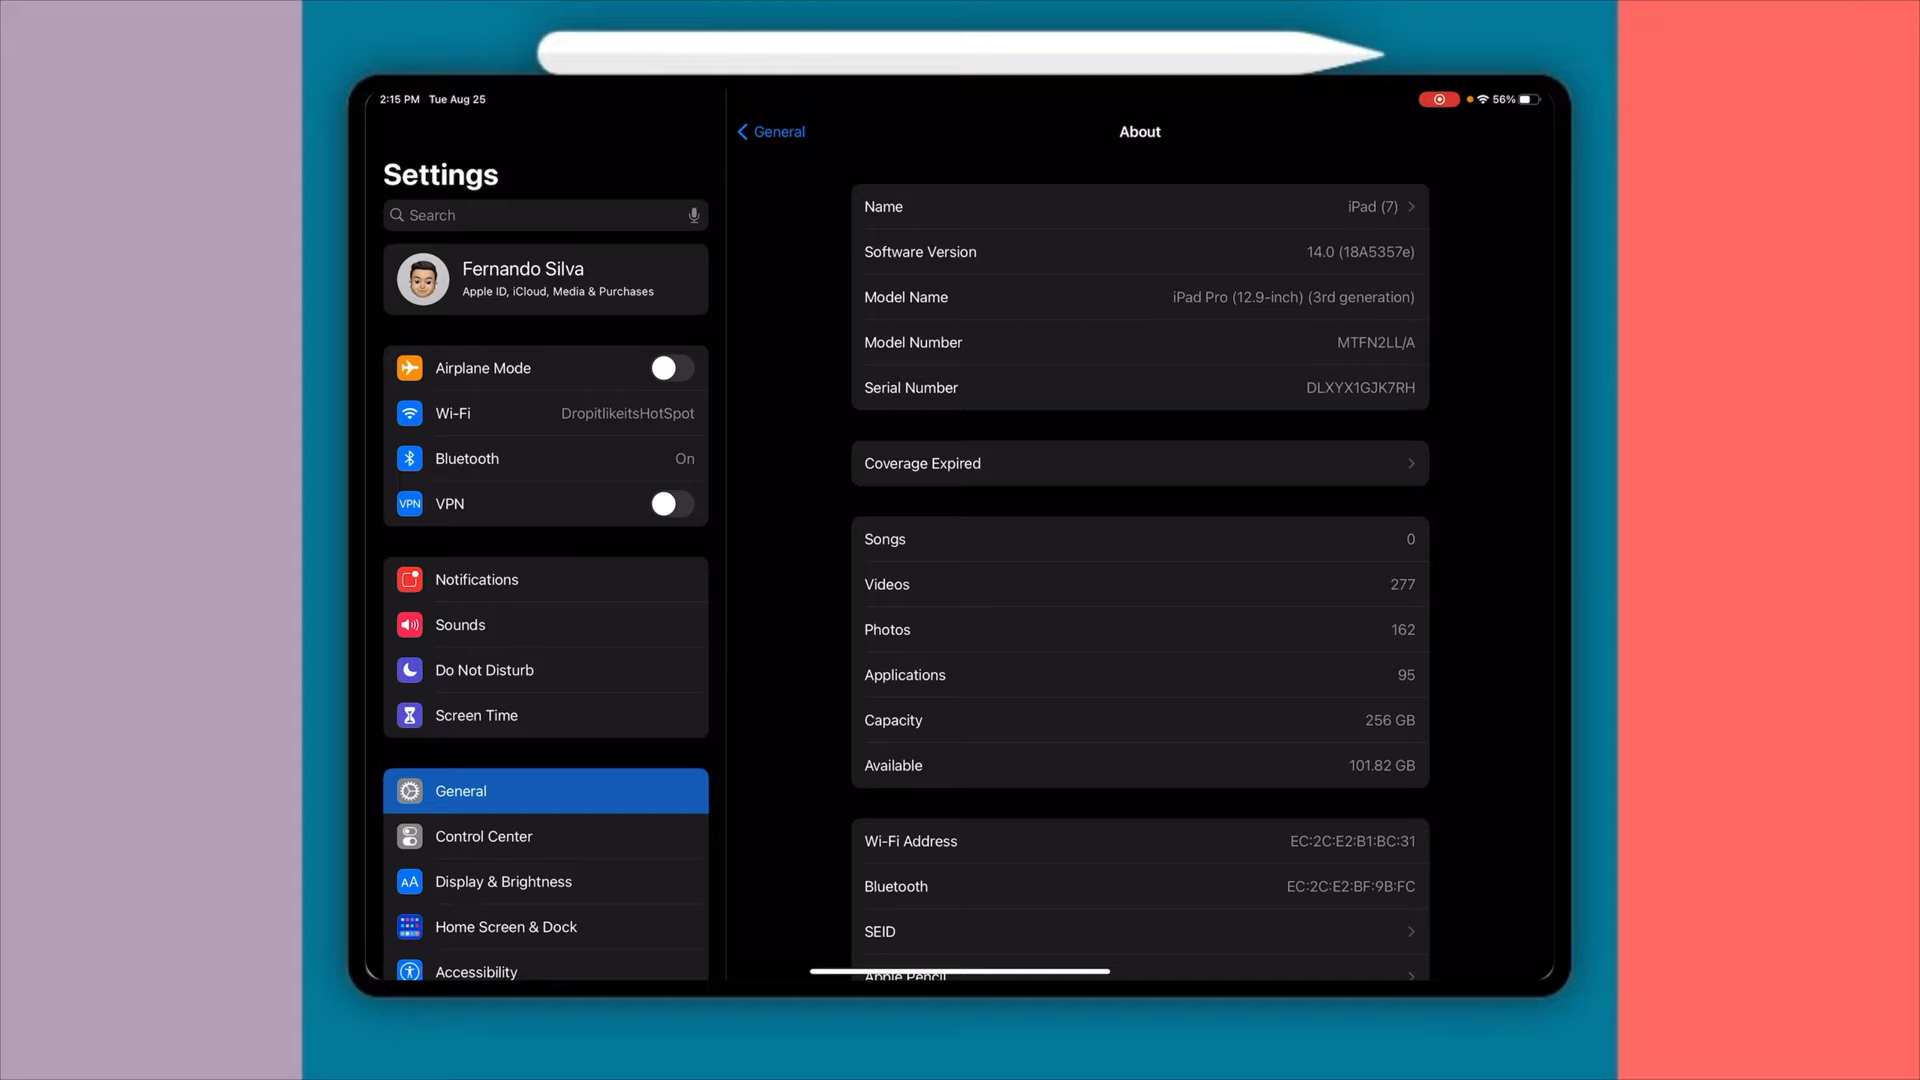 2:15 PM Tue Aug 25
56%
Settings
Search
Fernando Silva
Apple ID, iCloud, Media & Purchases
Airplane Mode
Wi-Fi DropitlikeitsHotSpot
Bluetooth On
VPN VPN
Notifications
Sounds
Do Not Disturb
Screen Time
General
Control Center
AA Display & Brightness
Home Screen & Dock
Accessibility
General
About
Name iPad (7)
Software Version 14.0 (18A5357e)
Model Name iPad Pro (12.9-inch) (3rd generation)
Model Number MTFN2LL/A
Serial Number DLXYX1GJK7RH
Coverage Expired
Songs 0
Videos 277
Photos 162
Applications 95
Capacity 256 GB
Available 101.82 GB
Wi-Fi Address EC:2C:E2:B1:BC:31
Bluetooth EC:2C:E2:BF:9B:FC
SEID
Apple Pencil